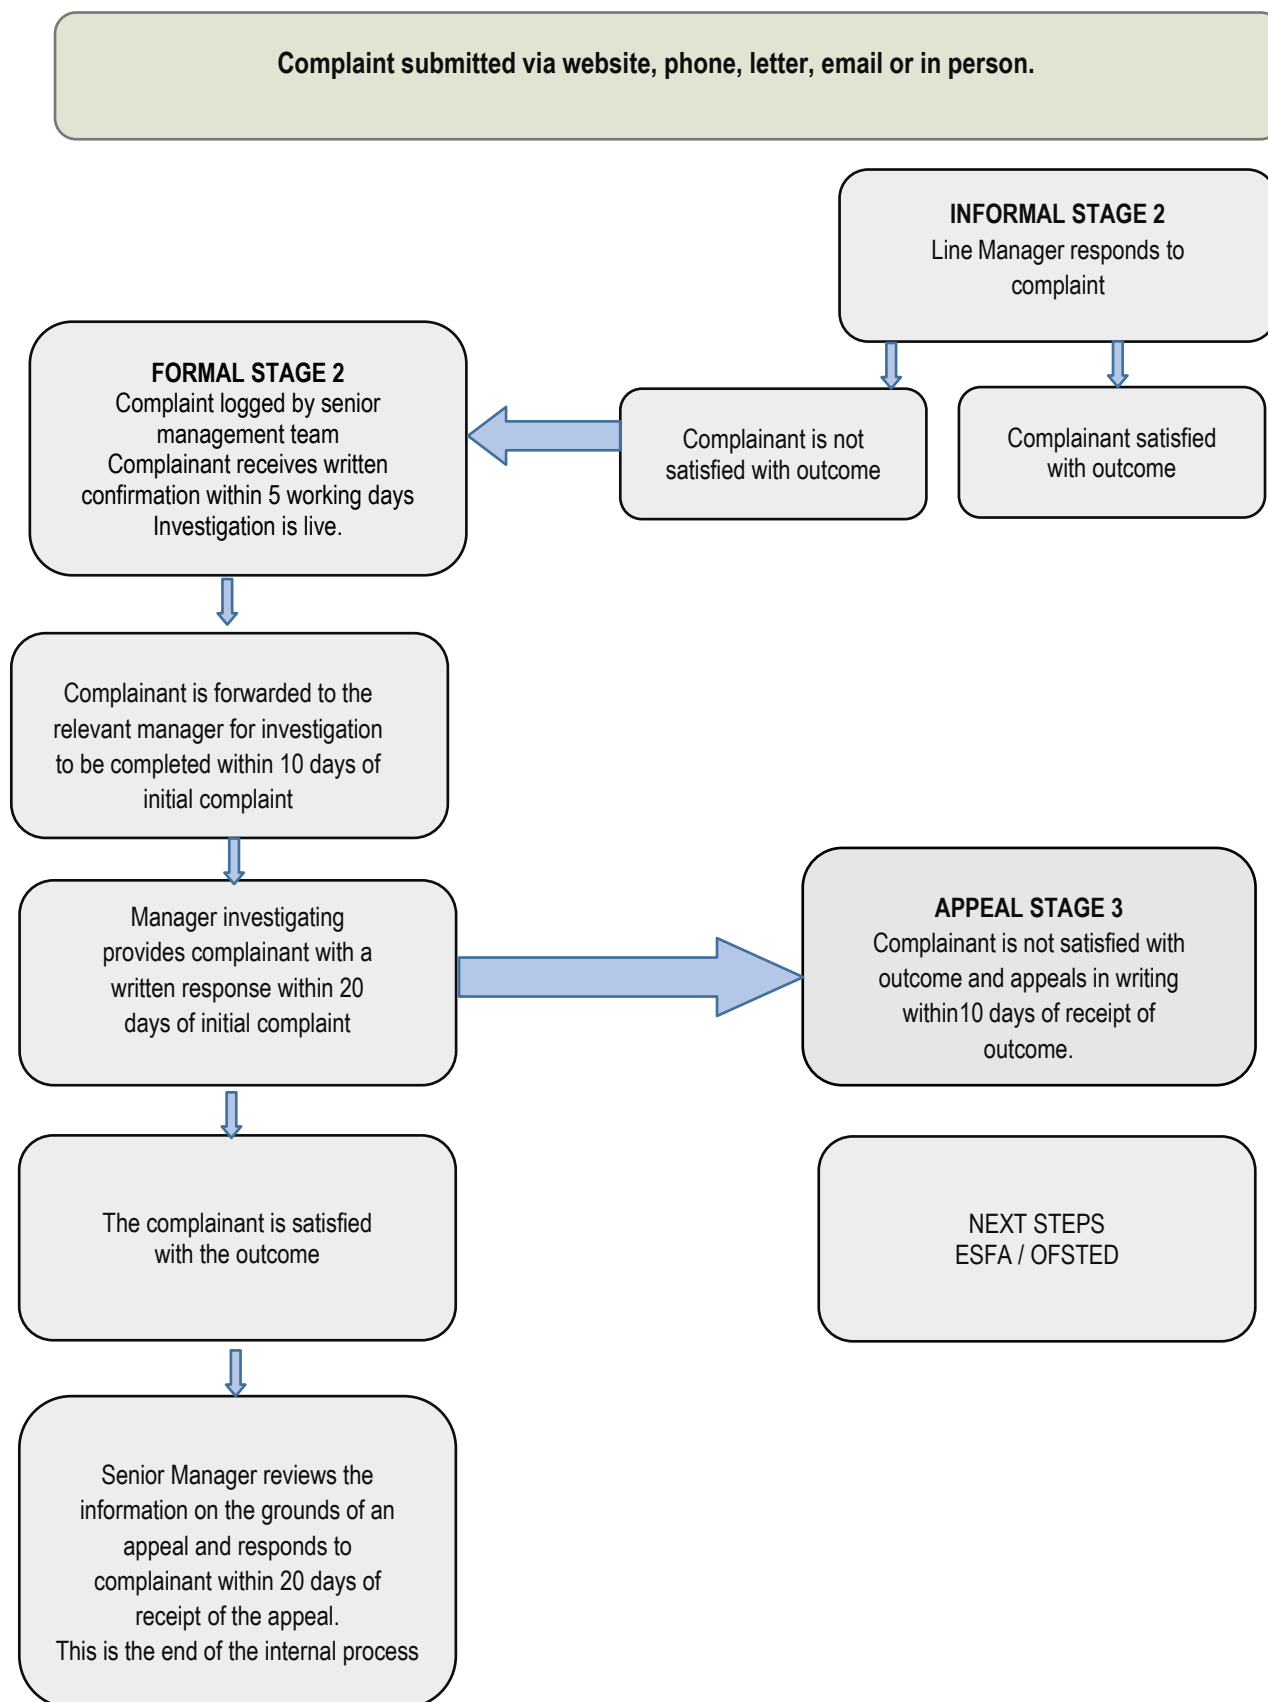 Complaint submitted via website, phone, letter, email or in person.
INFORMAL STAGE 2
Line Manager responds to
complaint
FORMAL STAGE 2
Complaint logged by senior
management team
Complainant receives written
confirmation within 5 working days
Investigation is live.
Complainant is not
satisfied with outcome
Complainant satisfied
with outcome
Complainant is forwarded to the
relevant manager for investigation
to be completed within 10 days of
initial complaint
Manager investigating
provides complainant with a
written response within 20
days of initial complaint
APPEAL STAGE 3
Complainant is not satisfied with
outcome and appeals in writing
within10 days of receipt of
outcome.
The complainant is satisfied
with the outcome
NEXT STEPS
ESFA / OFSTED
Senior Manager reviews the
information on the grounds of an
appeal and responds to
complainant within 20 days of
receipt of the appeal.
This is the end of the internal process